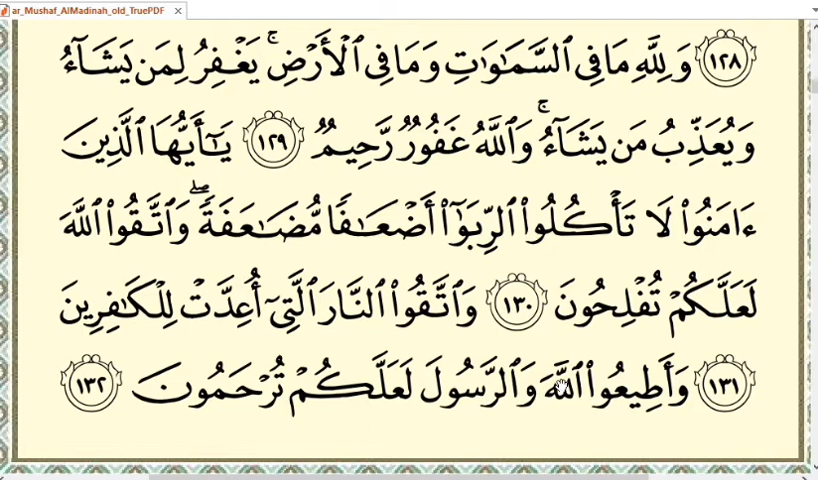 ar_Mushaf_AlMadinah_old_TruePDF
١٢٨ وَلِلَّهِ مَا فِى ٱلسَّمَٰوَٰتِ وَمَا فِى ٱلْأَرْضِ ۚ يَغْفِرُ لِمَن يَشَآءُ
وَيُعَذِّبُ مَن يَشَآءُ ۚ وَٱللَّهُ غَفُورٌ رَّحِيمٌ ١٢٩ يَٰٓأَيُّهَا ٱلَّذِينَ
ءَامَنُوا۟ لَا تَأْكُلُوا۟ ٱلرِّبَوٰٓا۟ أَضْعَٰفًا مُّضَٰعَفَةً ۖ وَٱتَّقُوا۟ ٱللَّهَ
لَعَلَّكُمْ تُفْلِحُونَ ١٣٠ وَٱتَّقُوا۟ ٱلنَّارَ ٱلَّتِىٓ أُعِدَّتْ لِلْكَٰفِرِينَ
١٣١ وَأَطِيعُوا۟ ٱللَّهَ وَٱلرَّسُولَ لَعَلَّكُمْ تُرْحَمُونَ ١٣٢